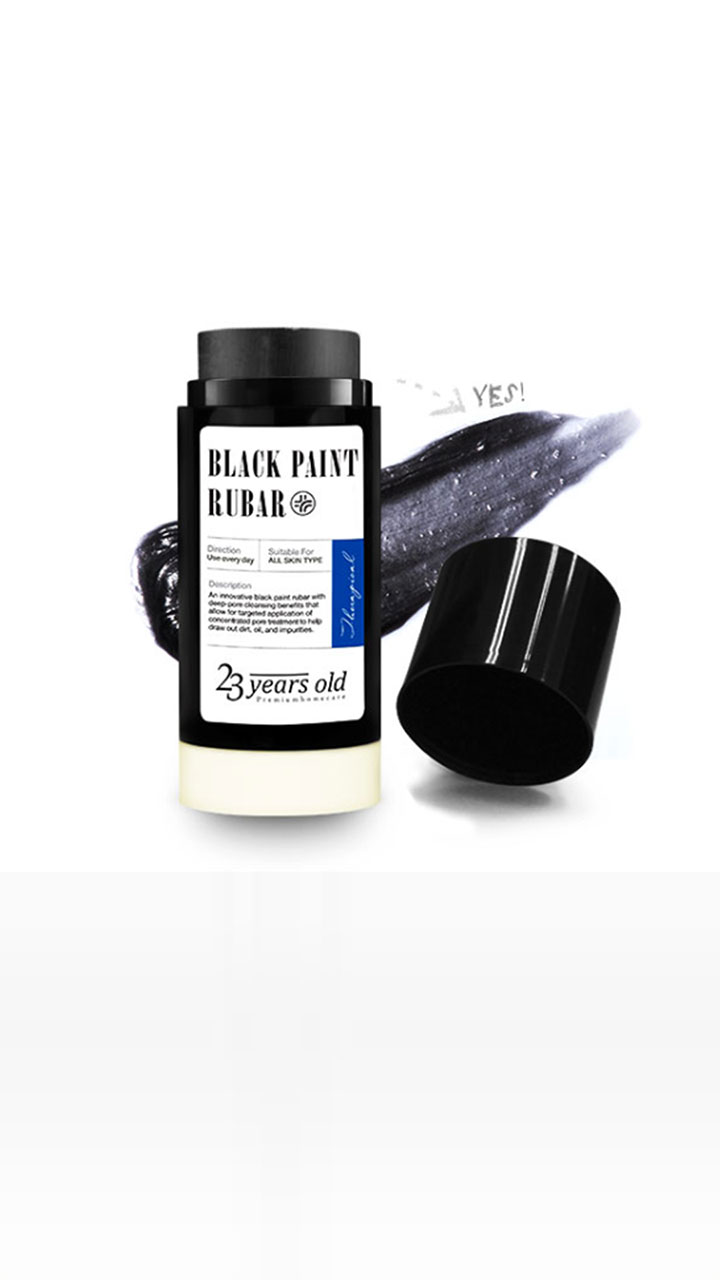 YES!
BLACK PAINT
RUBAR
Direction
Use every day
Suitable For
ALL SKIN TYPE
Description
An innovative black paint rubar with
deep-pore cleansing benefits that
allow for targeted application of
concentrated pore treatment to help
draw out dirt, oil, and impurities.
Theragical
23 years old
Premiumhomecare